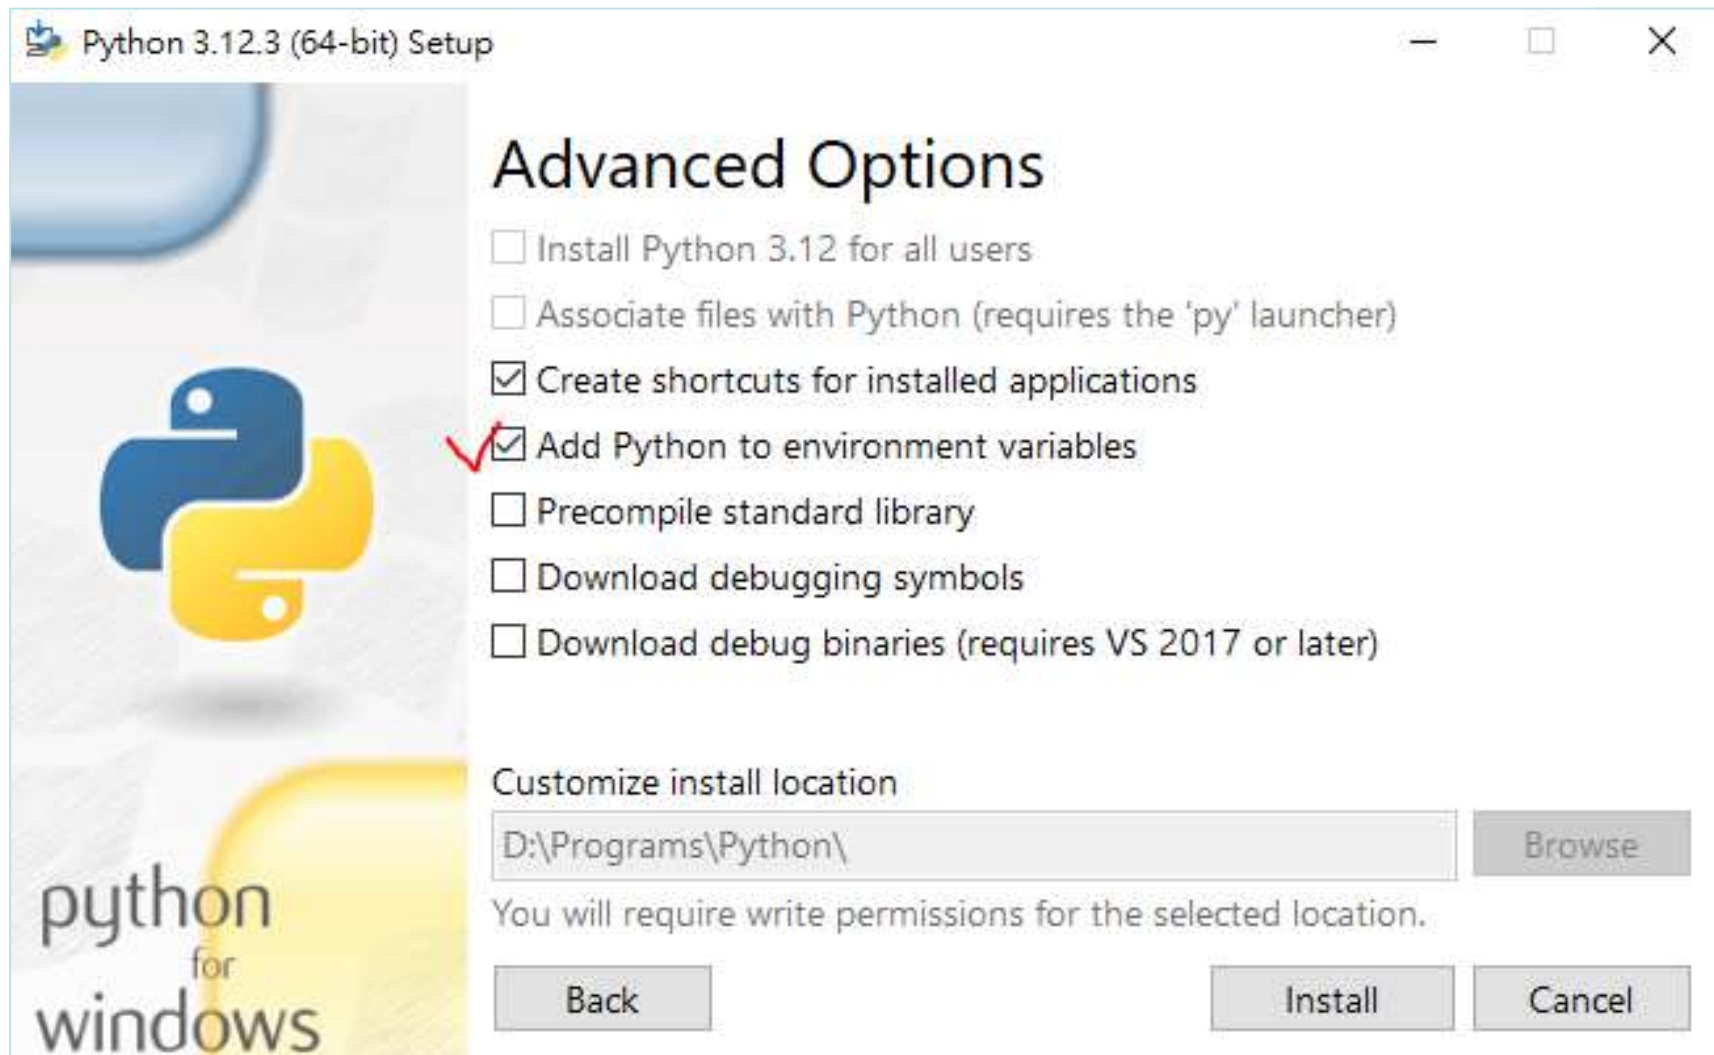 Python 3.12.3 (64-bit) Setup
Advanced Options
Install Python 3.12 for all users
Associate files with Python (requires the 'py' launcher)
Create shortcuts for installed applications
Add Python to environment variables
Precompile standard library
Download debugging symbols
Download debug binaries (requires VS 2017 or later)
Customize install location
D:\Programs\Python\
Browse
You will require write permissions for the selected location.
python
for
windows
Back
Install
Cancel